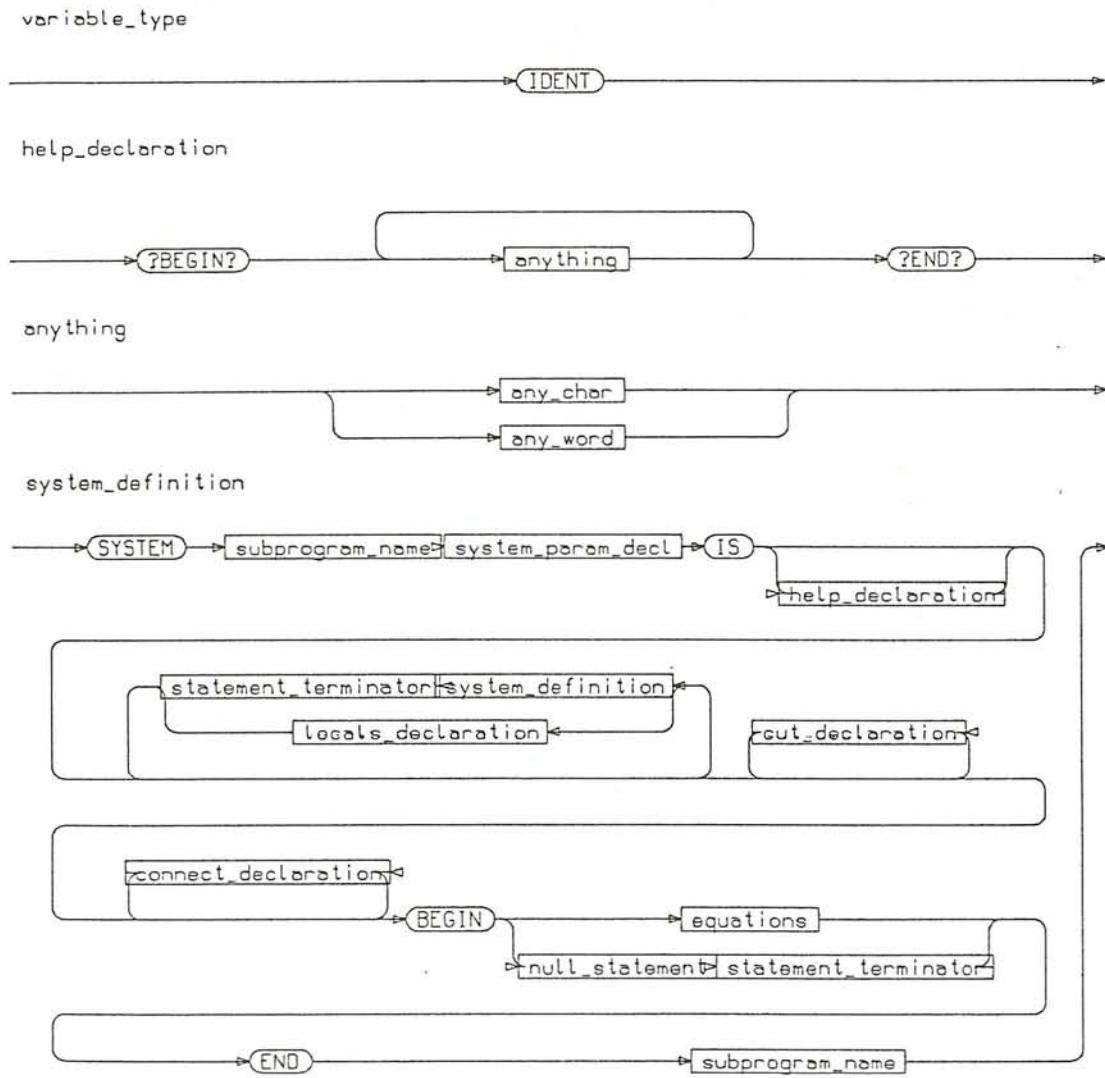 variable_type
IDENT
help_declaration
?BEGIN? anything ?END?
anything
any_char
any_word
system_definition
SYSTEM subprogram_name system_param_decl IS
help_declaration
statement_terminator system_definition
locals_declaration
cut_declaration
connect_declaration
BEGIN equations
null_statement statement_terminator
END subprogram_name